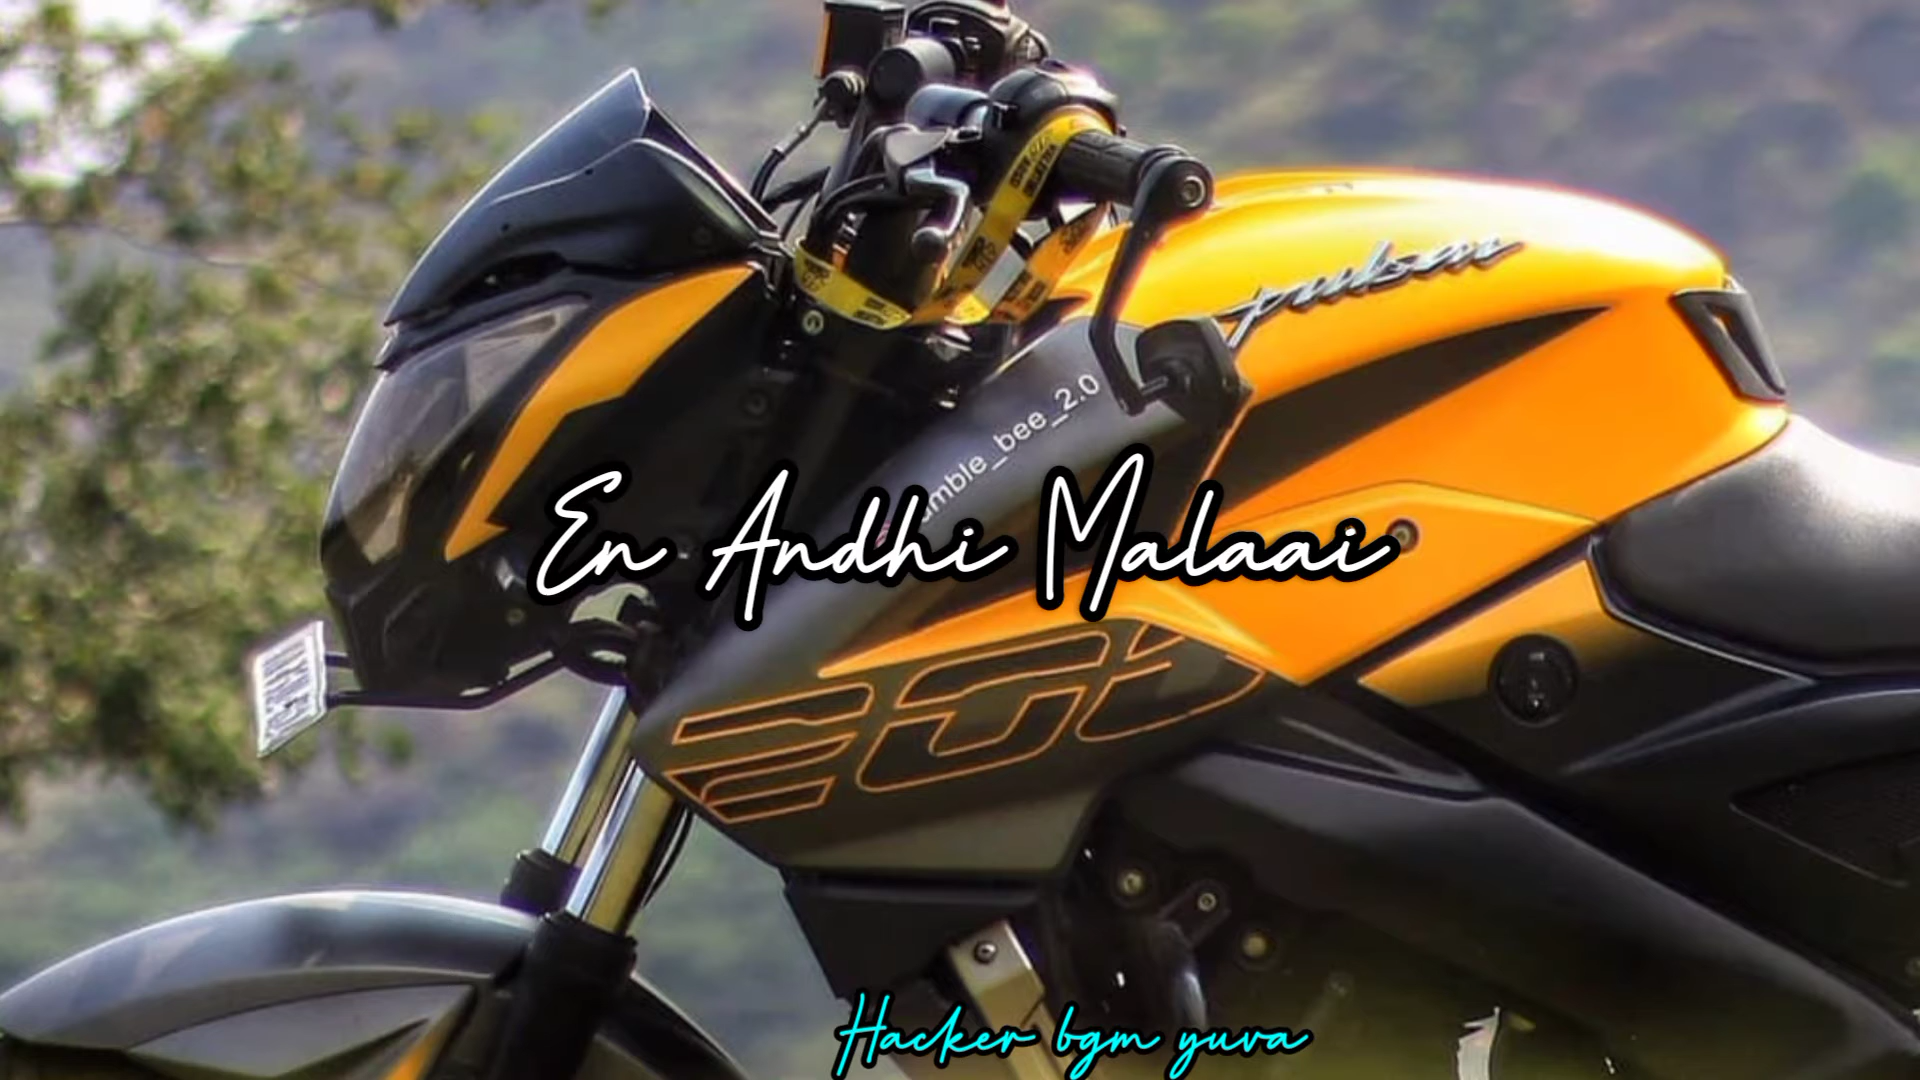 pulsar
umble_bee_2.0
En Andhi Malaai
200
Hacker bgm yuva